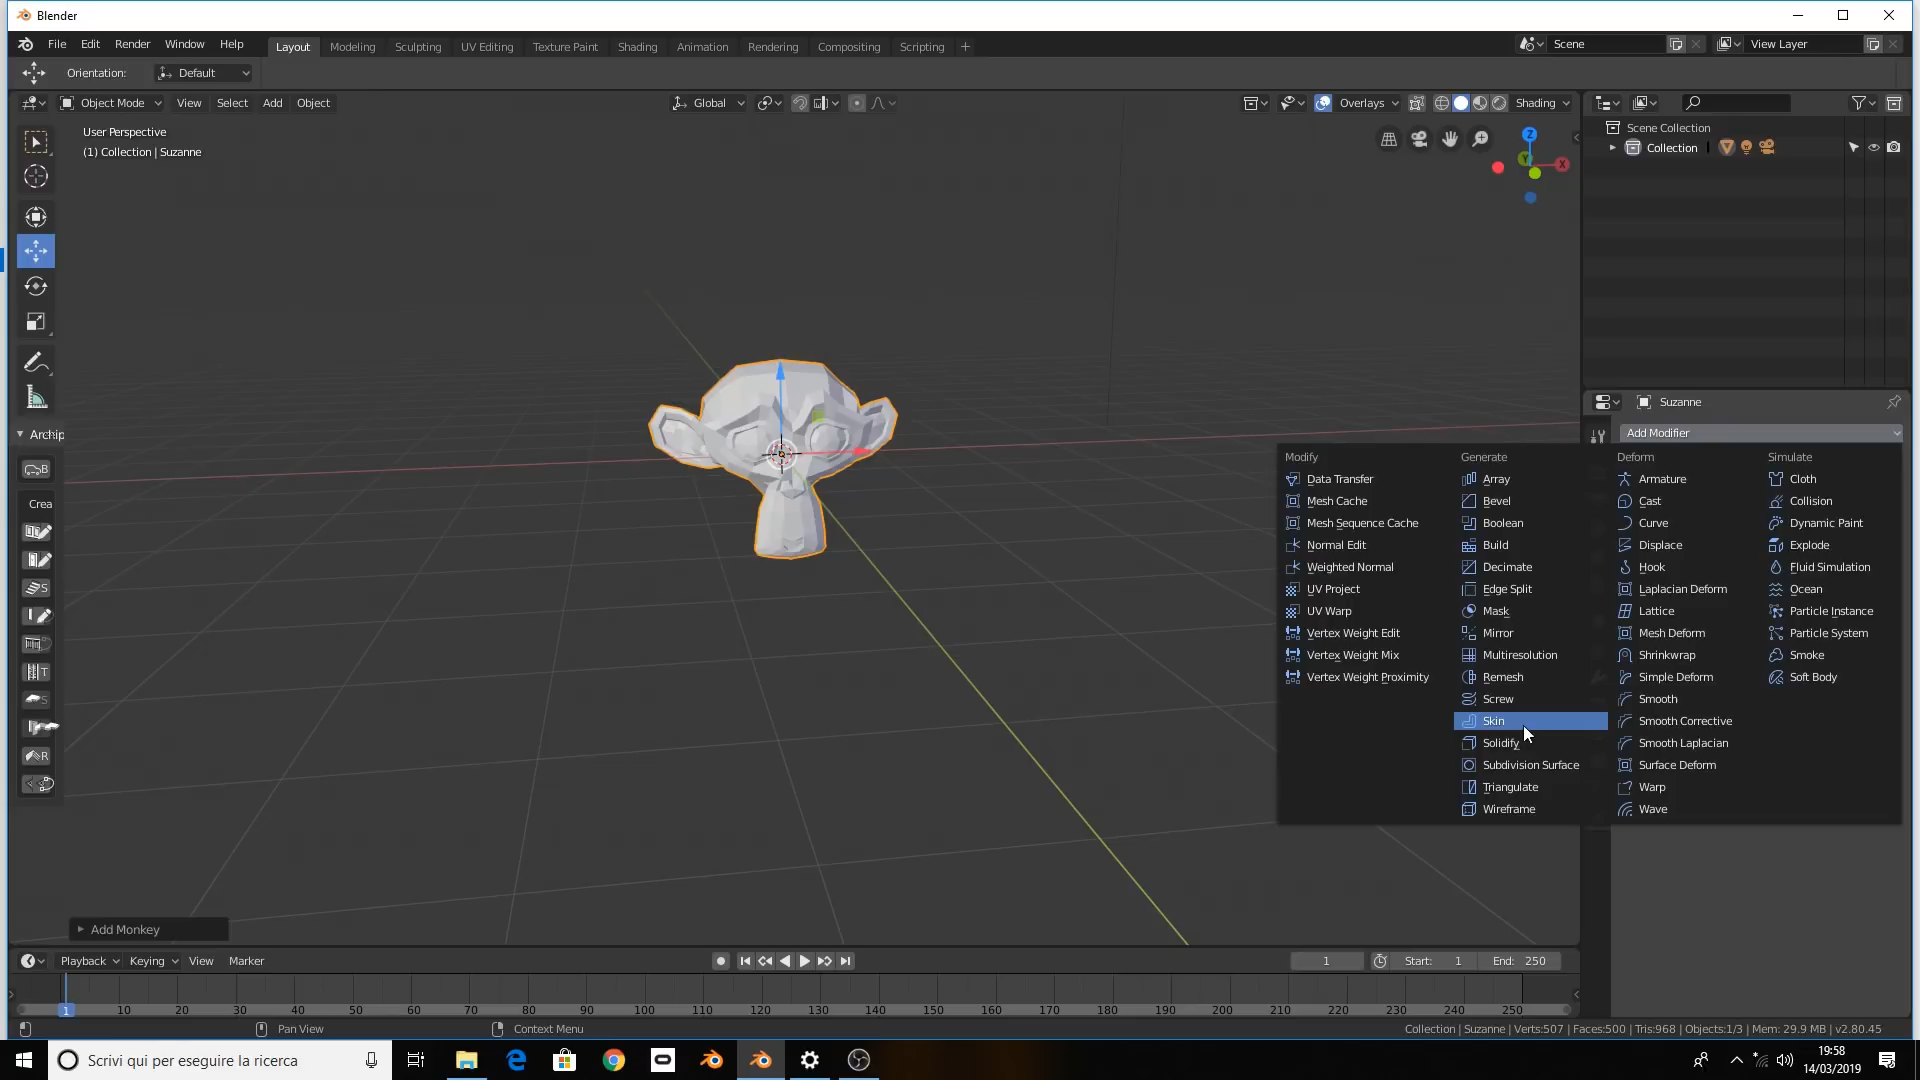 Blender
File Edit Render Window Help
Layout Modeling Sculpting UV Editing Texture Paint Shading Animation Rendering Compositing Scripting +
Scene
View Layer
Orientation: Default
Object Mode View Select Add Object
Global
Overlays
Shading
User Perspective
(1) Collection | Suzanne
Z
Y
X
Scene Collection
Collection
Suzanne
Add Modifier
Archip
B
Crea
S
T
S
R
Modify
Data Transfer
Mesh Cache
Mesh Sequence Cache
Normal Edit
Weighted Normal
UV Project
UV Warp
Vertex Weight Edit
Vertex Weight Mix
Vertex Weight Proximity
Generate
Array
Bevel
Boolean
Build
Decimate
Edge Split
Mask
Mirror
Multiresolution
Remesh
Screw
Skin
Solidify
Subdivision Surface
Triangulate
Wireframe
Deform
Armature
Cast
Curve
Displace
Hook
Laplacian Deform
Lattice
Mesh Deform
Shrinkwrap
Simple Deform
Smooth
Smooth Corrective
Smooth Laplacian
Surface Deform
Warp
Wave
Simulate
Cloth
Collision
Dynamic Paint
Explode
Fluid Simulation
Ocean
Particle Instance
Particle System
Smoke
Soft Body
Add Monkey
Playback Keying View Marker
1
Start: 1
End: 250
1 10 20 30 40 50 60 70 80 90 100 110 120 130 140 150 160 170 180 190 200 210 220 230 240 250
Pan View
Context Menu
Collection | Suzanne | Verts:507 | Faces:500 | Tris:968 | Objects:1/3 | Mem: 29.9 MB | v2.80.45
Scrivi qui per eseguire la ricerca
19:58
14/03/2019